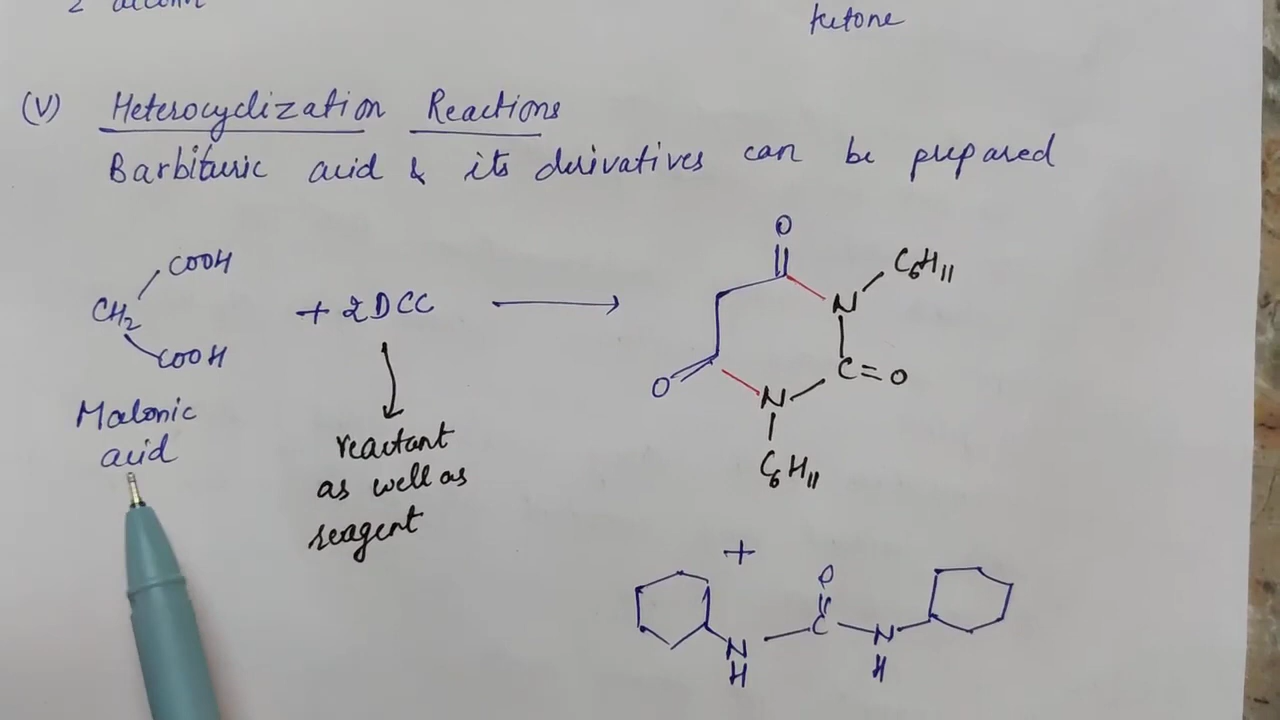 ketone
(V) Heterocyclization Reactions
Barbituric acid & its derivatives can be prepared
CH2
COOH
COOH
+ 2DCC
Malonic
acid
reactant
as well as
reagent
O
C6H11
N
C=O
O
N
C6H11
+
O
C
N
H
N
H